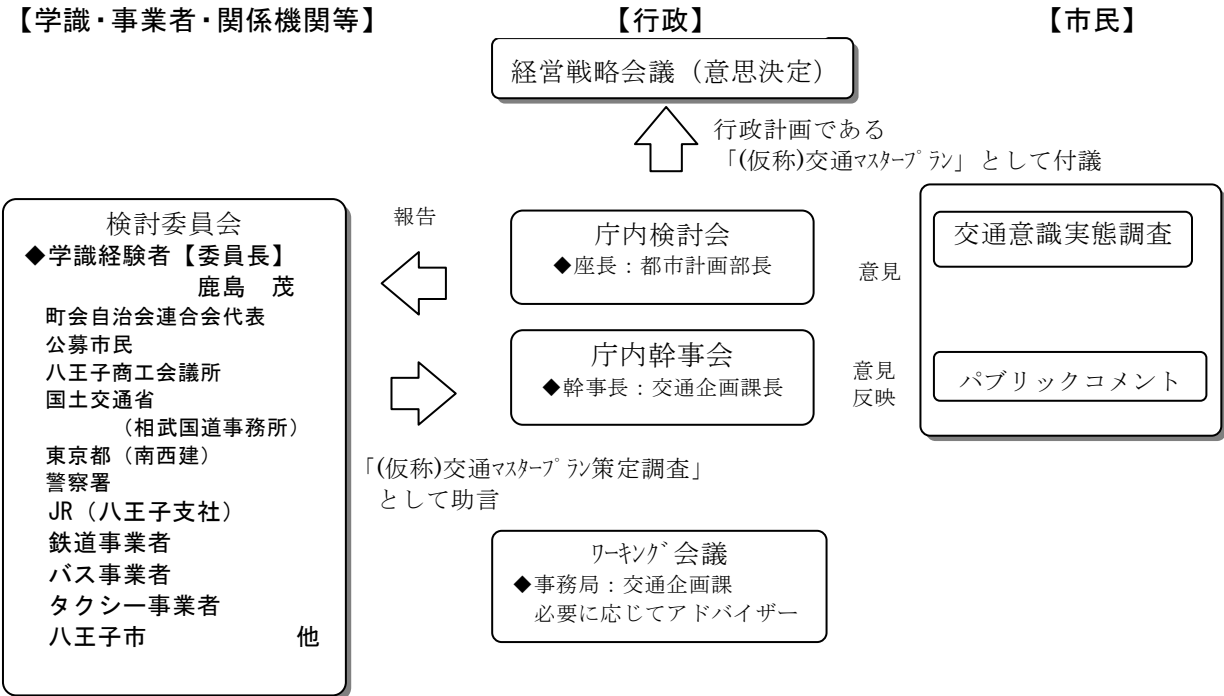 【学識・事業者・関係機関等】
【行政】
【市民】
経営戦略会議（意思決定）
行政計画である
「(仮称)交通ﾏｽﾀｰﾌﾟﾗﾝ」として付議
検討委員会
◆学識経験者【委員長】
鹿島　茂
町会自治会連合会代表
公募市民
八王子商工会議所
国土交通省
（相武国道事務所）
東京都（南西建）
警察署
JR（八王子支社）
鉄道事業者
バス事業者
タクシー事業者
八王子市　他
報告
「(仮称)交通ﾏｽﾀｰﾌﾟﾗﾝ策定調査」
として助言
庁内検討会
◆座長：都市計画部長
庁内幹事会
◆幹事長：交通企画課長
ﾜｰｷﾝｸﾞ会議
◆事務局：交通企画課
必要に応じてアドバイザー
意見
意見
反映
交通意識実態調査
パブリックコメント